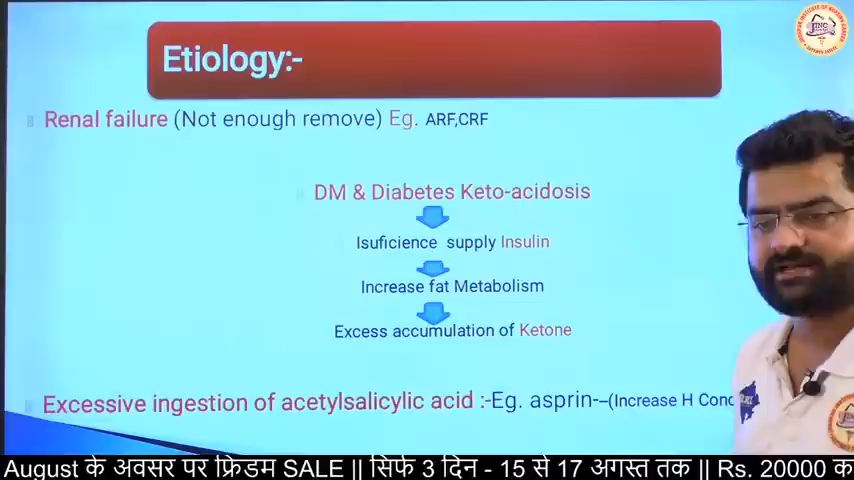 Etiology:-
Renal failure (Not enough remove) Eg. ARF,CRF
DM & Diabetes Keto-acidosis
Isuficience supply Insulin
Increase fat Metabolism
Excess accumulation of Ketone
Excessive ingestion of acetylsalicylic acid :-Eg. asprin-–(Increase H Conc
August के अवसर पर फ्रिडम SALE || सिर्फ 3 दिन - 15 से 17 अगस्त तक || Rs. 20000 क